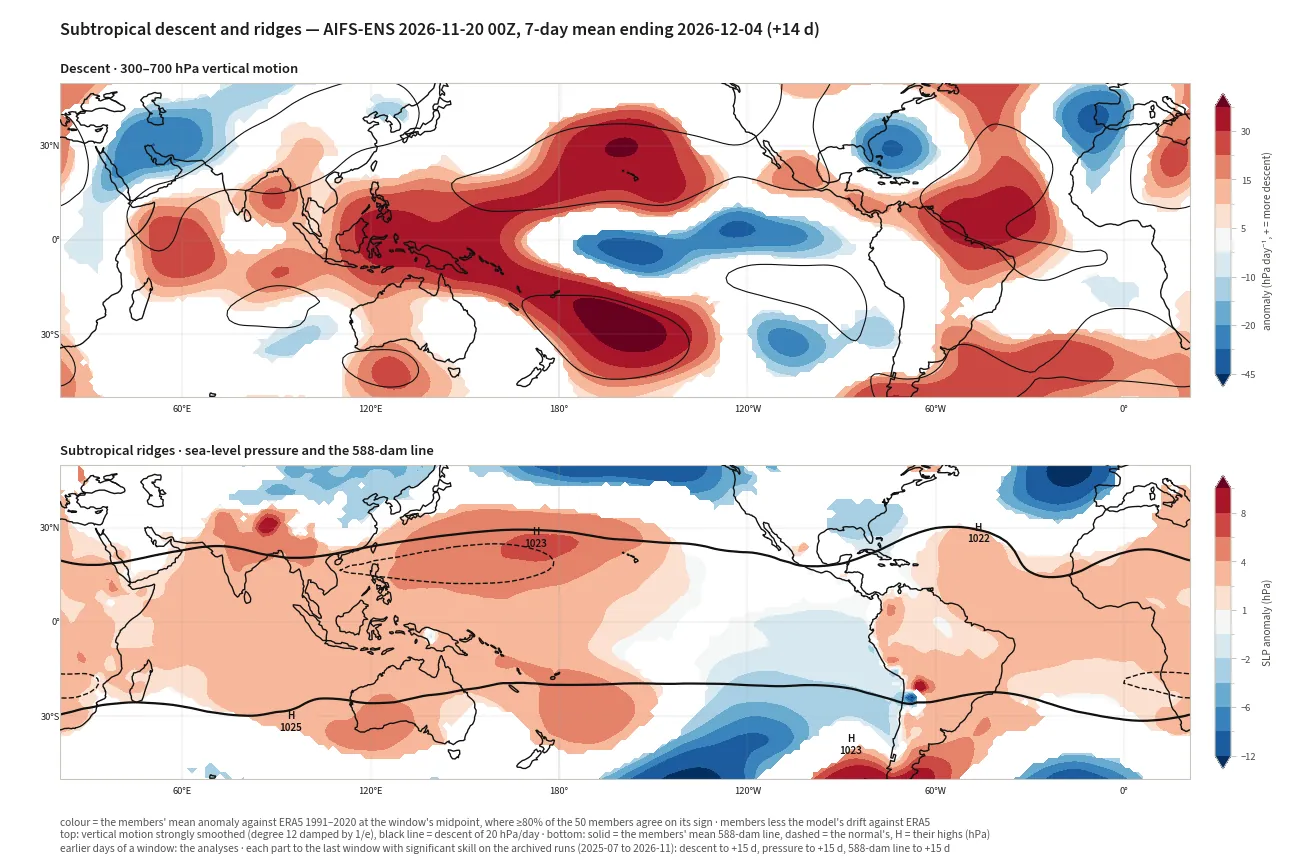 Subtropical descent and ridges — AIFS-ENS 2026-11-20 00Z, 7-day mean ending 2026-12-04 (+14 d)
Descent · 300–700 hPa vertical motion
30°N
0°
30°S
60°E
120°E
180°
120°W
60°W
0°
30
15
5
−10
−20
−45
anomaly (hPa day⁻¹, + = more descent)
Subtropical ridges · sea-level pressure and the 588-dam line
30°N
0°
30°S
H
1023
H
1022
H
1025
H
1023
60°E
120°E
180°
120°W
60°W
0°
8
4
1
−2
−6
−12
SLP anomaly (hPa)
colour = the members' mean anomaly against ERA5 1991–2020 at the window's midpoint, where ≥80% of the 50 members agree on its sign · members less the model's drift against ERA5
top: vertical motion strongly smoothed (degree 12 damped by 1/e), black line = descent of 20 hPa/day · bottom: solid = the members' mean 588-dam line, dashed = the normal's, H = their highs (hPa)
earlier days of a window: the analyses · each part to the last window with significant skill on the archived runs (2025-07 to 2026-11): descent to +15 d, pressure to +15 d, 588-dam line to +15 d